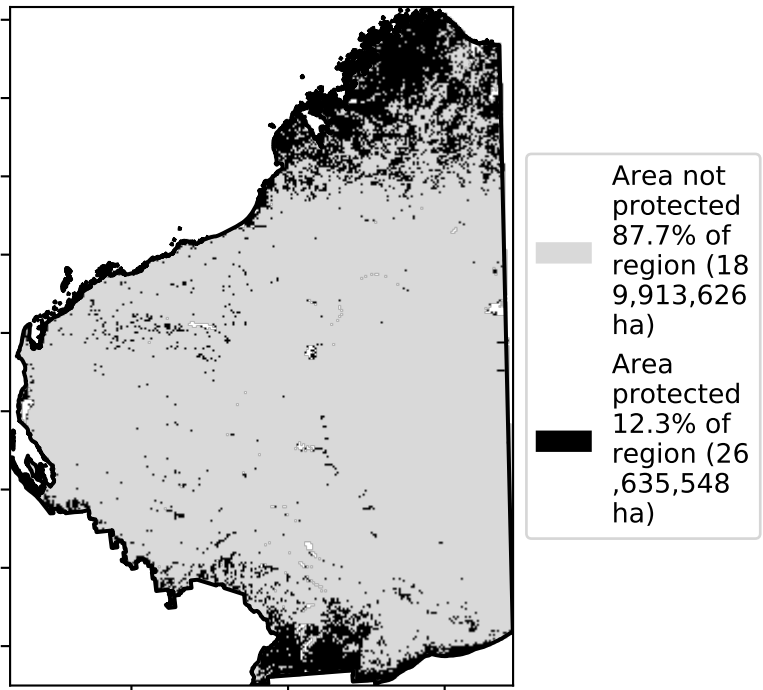 Area not
protected
87.7% of
region (18
9,913,626
ha)
Area
protected
12.3% of
region (26
,635,548
ha)